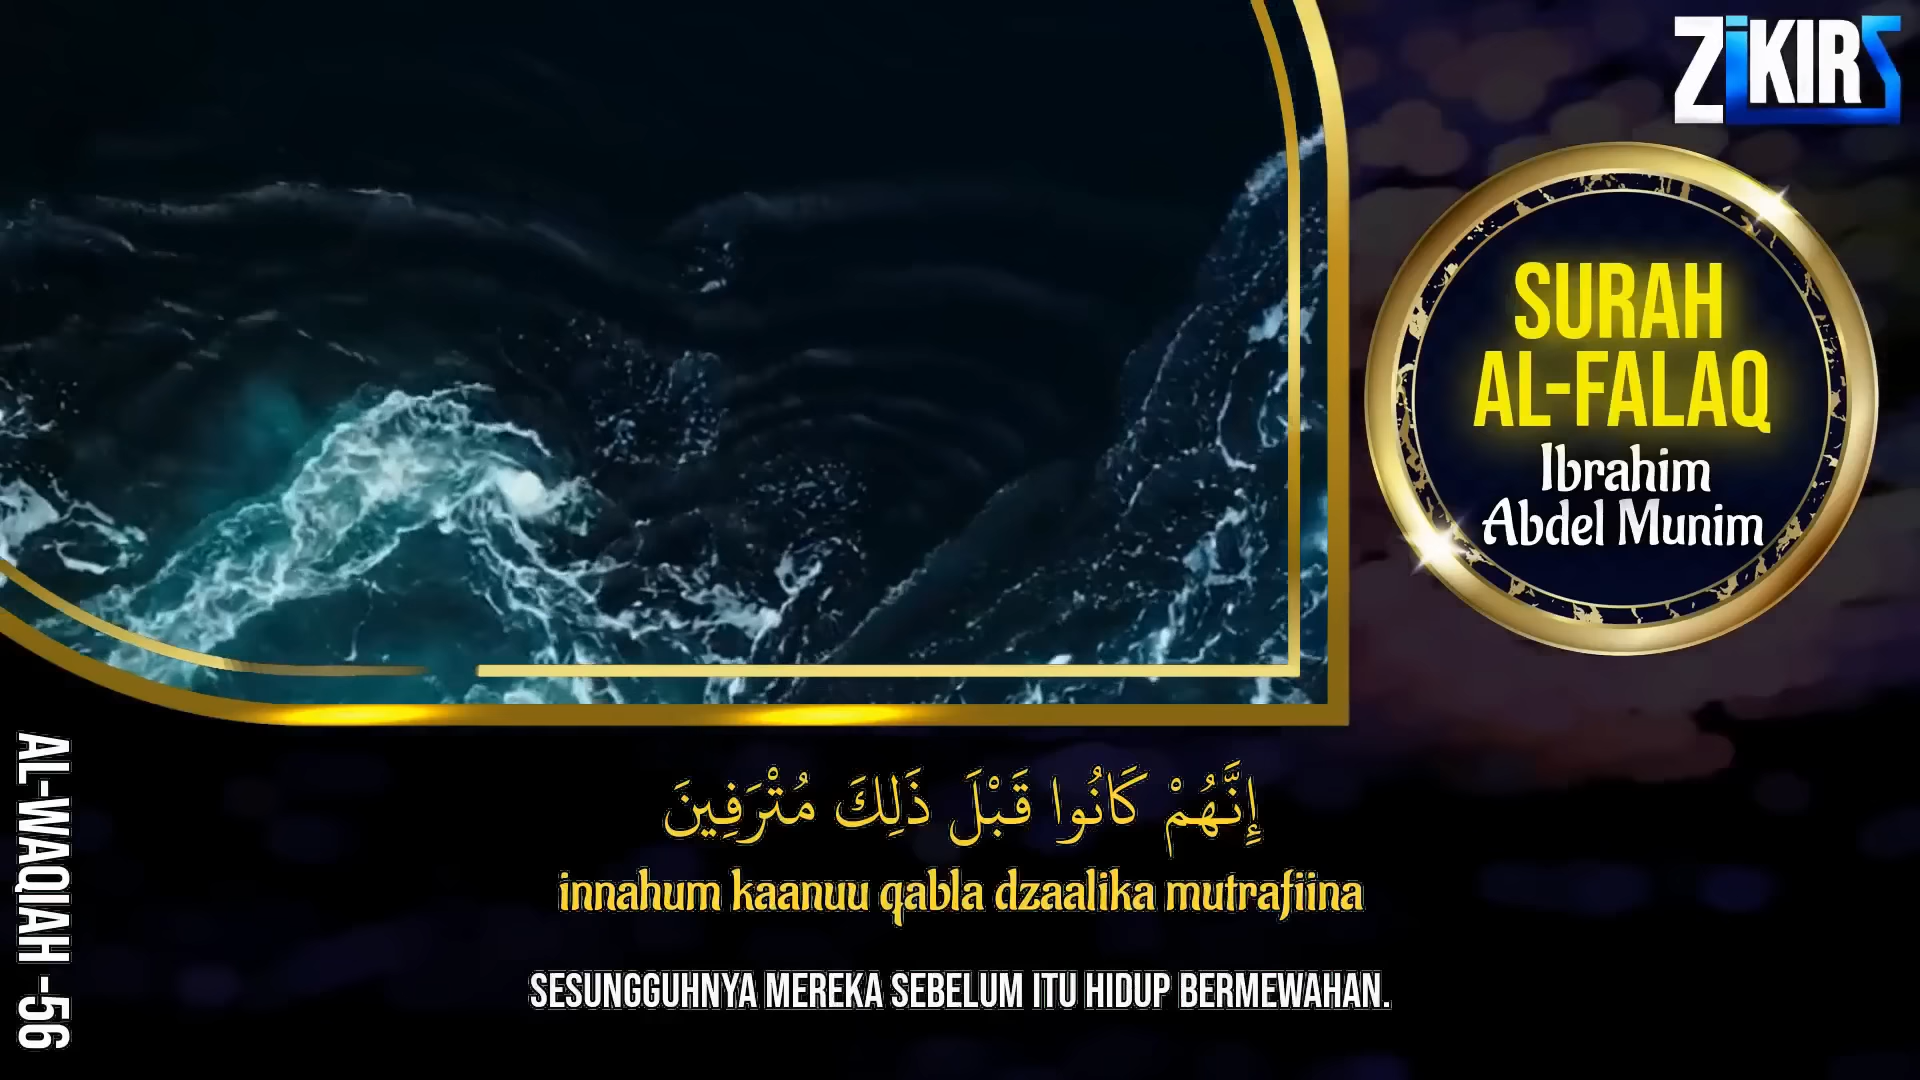 ZiKIRS
SURAH
AL-FALAQ
Ibrahim
Abdel Munim
إِنَّهُمْ كَانُوا قَبْلَ ذَلِكَ مُتْرَفِينَ
innahum kaanuu qabla dzaalika mutrafiina
SESUNGGUHNYA MEREKA SEBELUM ITU HIDUP BERMEWAHAN.
AL-WAQIAH -56